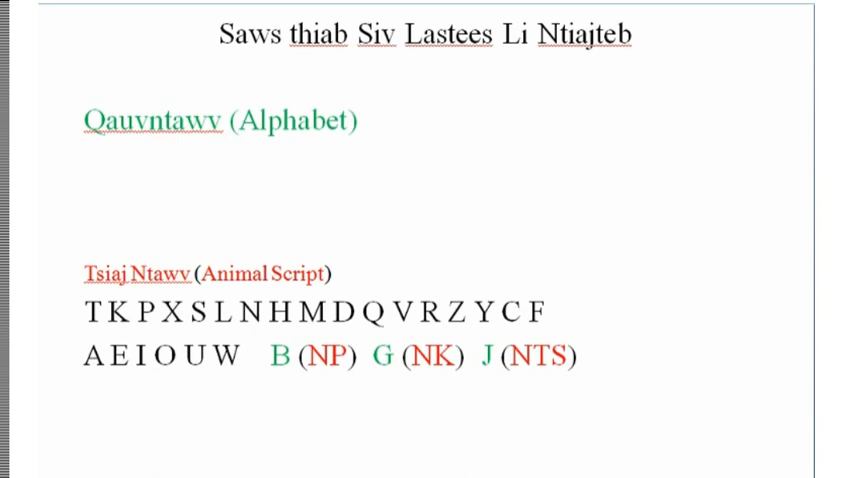 Saws thiab Siv Lastees Li Ntiajteb
Qauvntawv (Alphabet)
Tsiaj Ntawv (Animal Script)
T K P X S L N H M D Q V R Z Y C F
A E I O U W B (NP) G (NK) J (NTS)